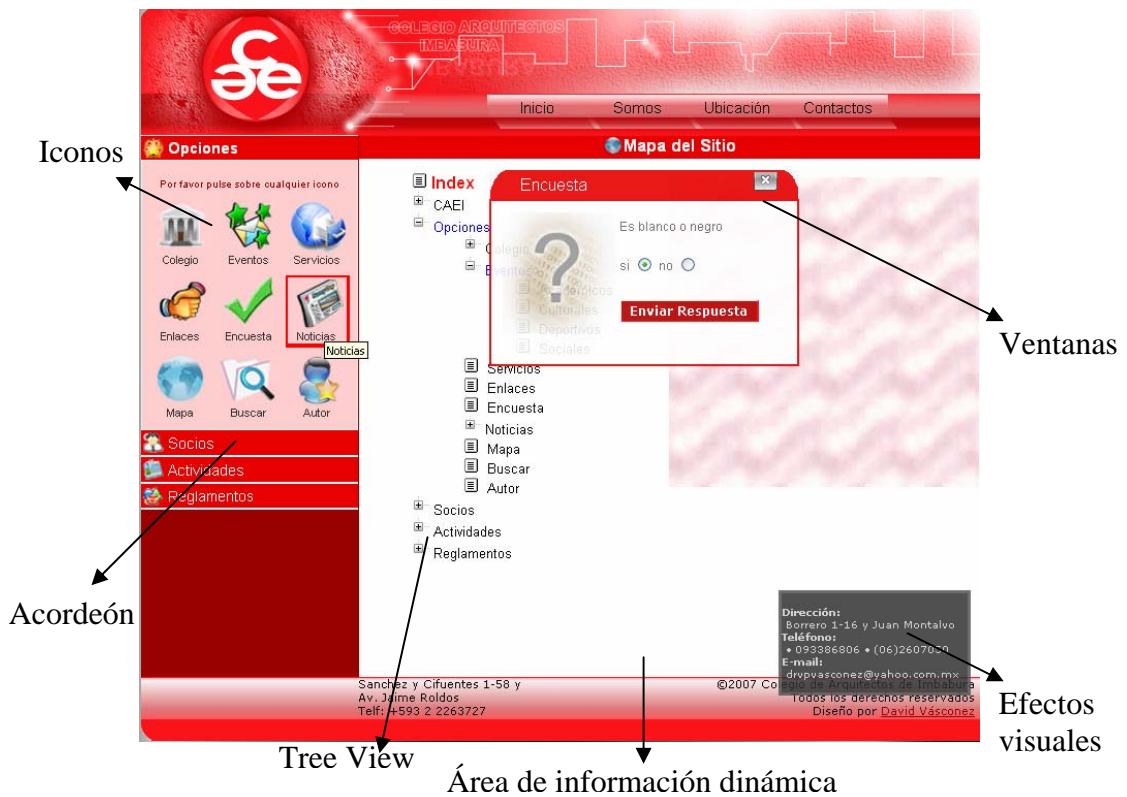 cae
COLEGIO ARQUITECTOS
IMBABURA
Inicio Somos Ubicación Contactos
Iconos
Opciones
Mapa del Sitio
Por favor pulse sobre cualquier icono
Colegio Eventos Servicios
Enlaces Encuesta Noticias
Noticias
Mapa Buscar Autor
Socios
Actividades
Reglamentos
Acordeón
Index
CAEI
Opciones
Colegio
Eventos
Culturales
Deportivos
Sociales
Servicios
Enlaces
Encuesta
Noticias
Mapa
Buscar
Autor
Socios
Actividades
Reglamentos
Encuesta
x
?
Es blanco o negro
si no
Enviar Respuesta
Ventanas
Dirección:
Borrero 1-16 y Juan Montalvo
Teléfono:
• 093386806 • (06)2607050
E-mail:
drvpvasconez@yahoo.com.mx
Sanchez y Cifuentes 1-58 y
Av. Jaime Roldos
Telf: +593 2 2263727
©2007 Colegio de Arquitectos de Imbabura
Todos los derechos reservados
Diseño por David Vásconez
Efectos
visuales
Tree View
Área de información dinámica